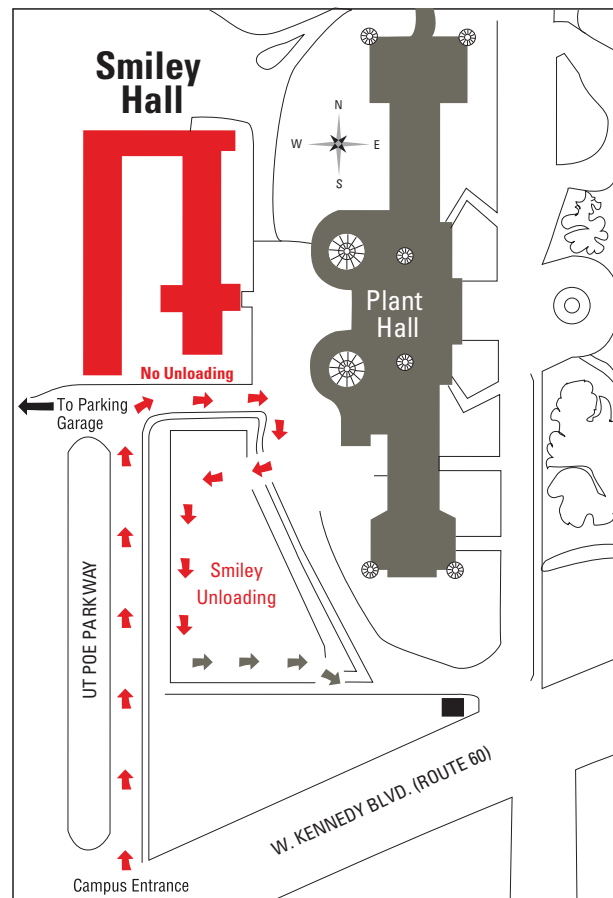 Smiley
Hall
N
W
E
S
Plant
Hall
No Unloading
To Parking
Garage
Smiley
Unloading
UT POE PARKWAY
W. KENNEDY BLVD. (ROUTE 60)
Campus Entrance